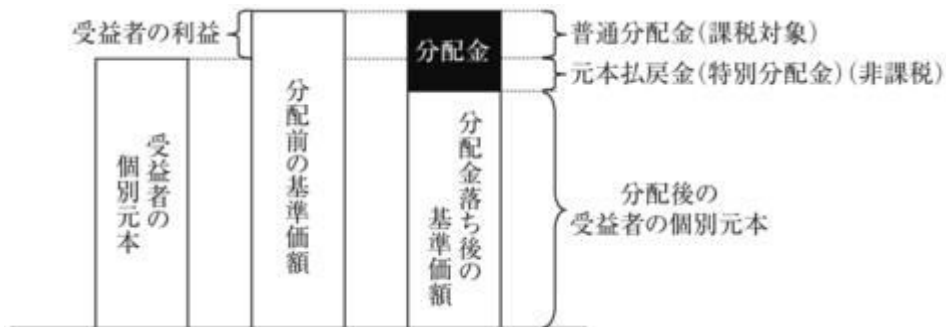 受益者の利益
受益者の
個別元本
分配前の基準価額
分配金
分配金落ち後の
基準価額
普通分配金(課税対象)
元本払戻金(特別分配金)(非課税)
分配後の
受益者の個別元本